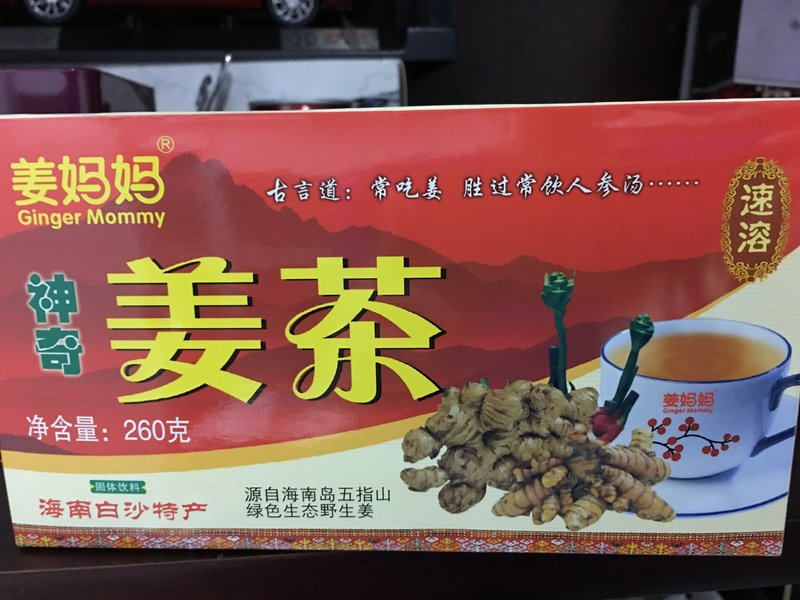 姜妈妈®
Ginger Mommy
古言道：常吃姜 胜过常饮人参汤······
速溶
神奇
姜茶
净含量：260克
姜妈妈
Ginger Mommy
固体饮料
海南白沙特产
源自海南岛五指山
绿色生态野生姜